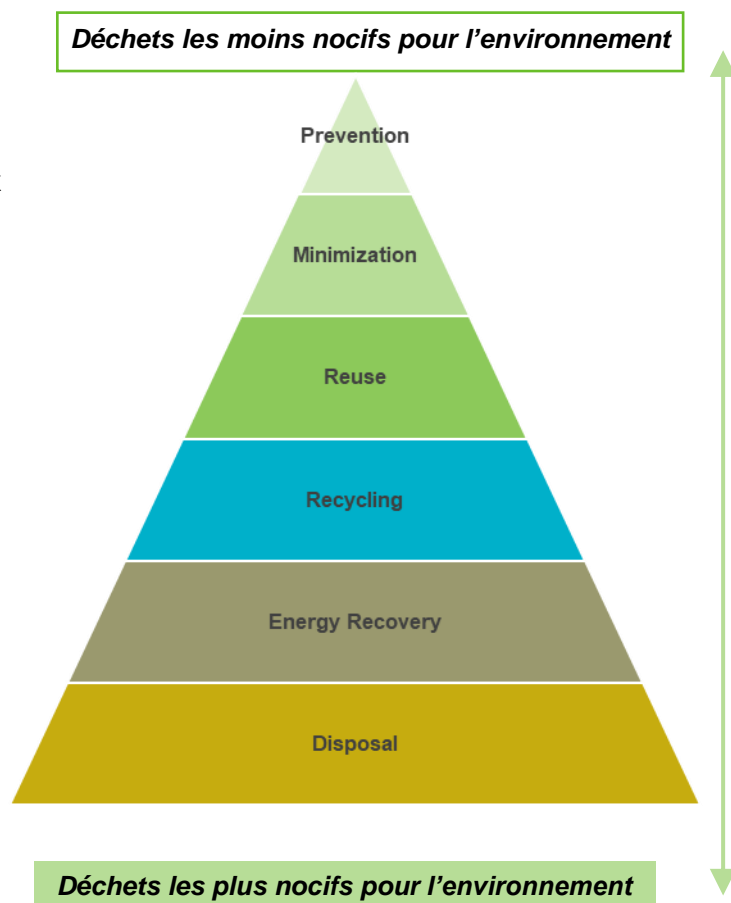 Déchets les moins nocifs pour l’environnement
Prevention
Minimization
Reuse
Recycling
Energy Recovery
Disposal
Déchets les plus nocifs pour l’environnement